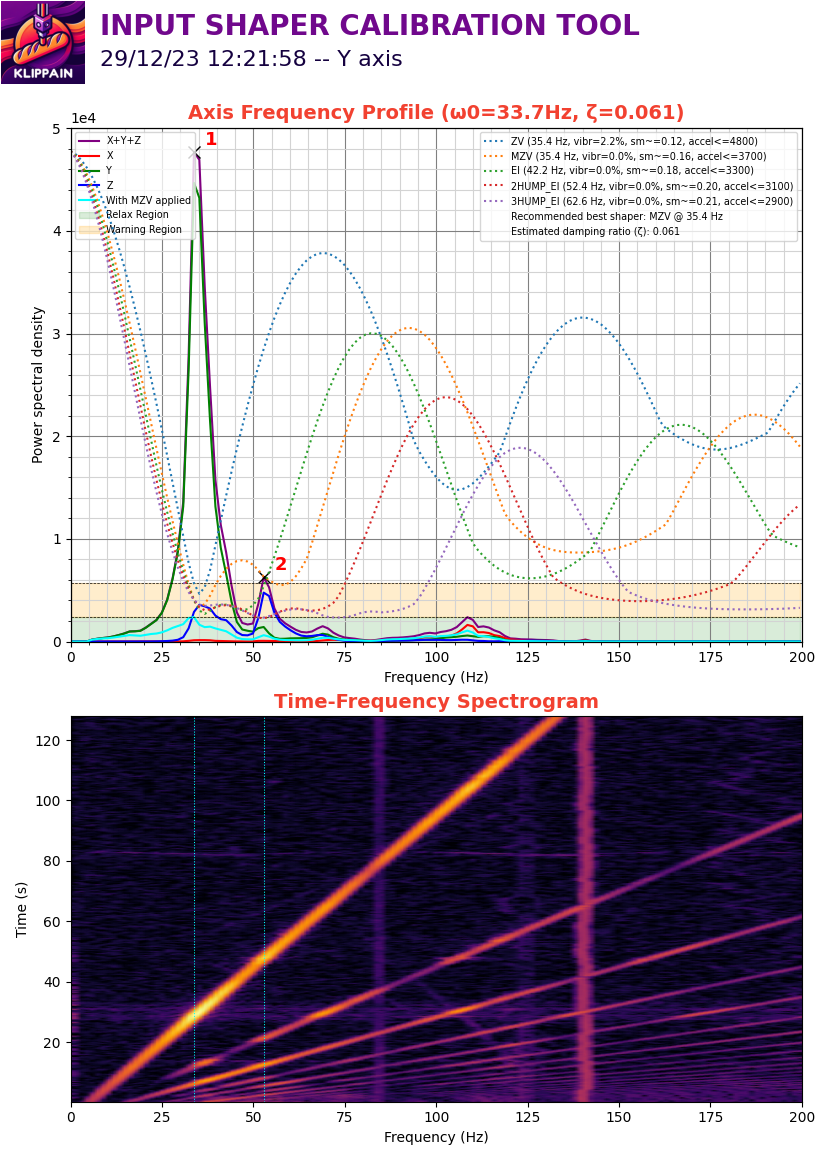 KLIPPAIN
INPUT SHAPER CALIBRATION TOOL
29/12/23 12:21:58 -- Y axis
Axis Frequency Profile (ω0=33.7Hz, ζ=0.061)
1e4
X+Y+Z
X
Y
Z
With MZV applied
Relax Region
Warning Region
1
2
ZV (35.4 Hz, vibr=2.2%, sm~=0.12, accel<=4800)
MZV (35.4 Hz, vibr=0.0%, sm~=0.16, accel<=3700)
EI (42.2 Hz, vibr=0.0%, sm~=0.18, accel<=3300)
2HUMP_EI (52.4 Hz, vibr=0.0%, sm~=0.20, accel<=3100)
3HUMP_EI (62.6 Hz, vibr=0.0%, sm~=0.21, accel<=2900)
Recommended best shaper: MZV @ 35.4 Hz
Estimated damping ratio (ζ): 0.061
Power spectral density
5
4
3
2
1
0
0 25 50 75 100 125 150 175 200
Frequency (Hz)
Time-Frequency Spectrogram
Time (s)
120
100
80
60
40
20
0 25 50 75 100 125 150 175 200
Frequency (Hz)